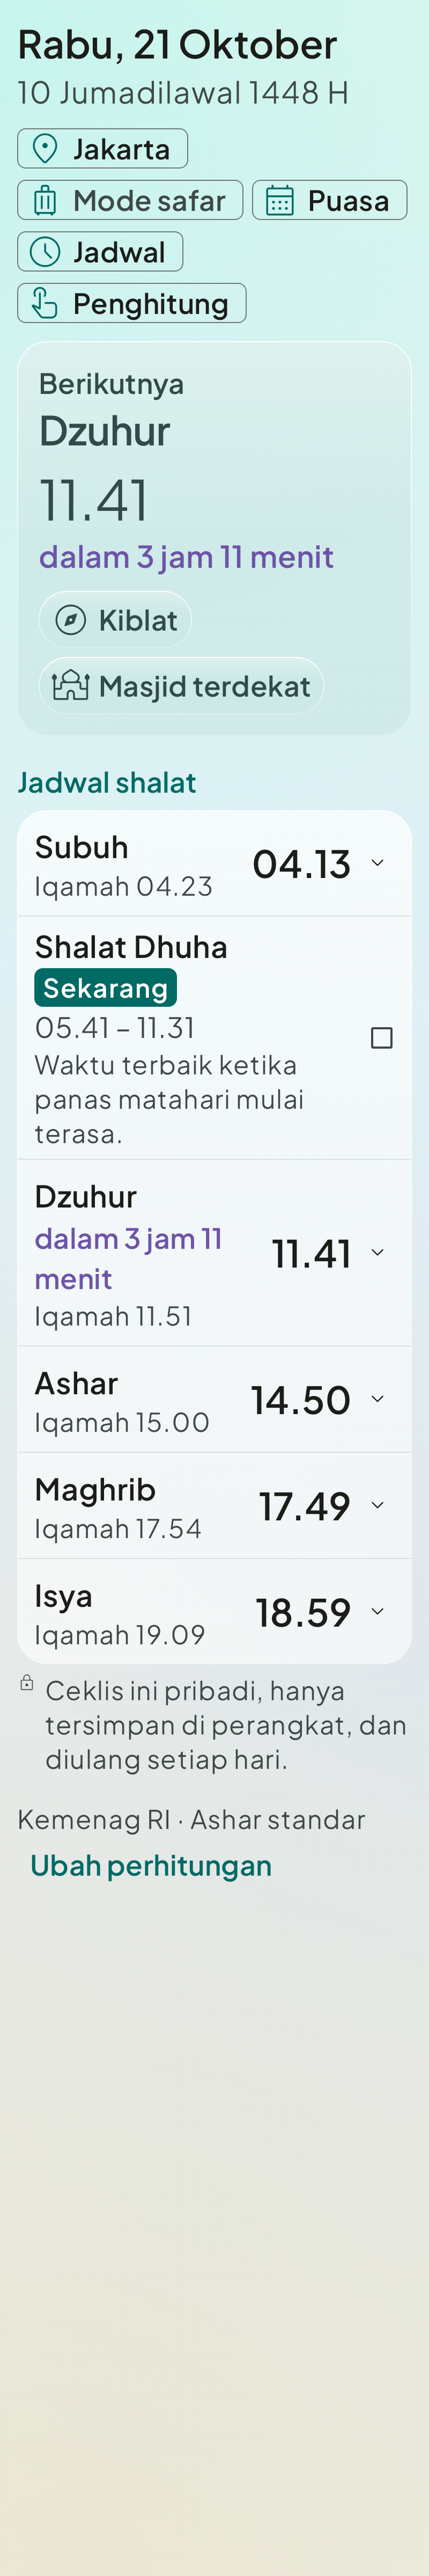 Rabu, 21 Oktober
10 Jumadilawal 1448 H
Jakarta
Mode safar
Puasa
Jadwal
Penghitung
Berikutnya
Dzuhur
11.41
dalam 3 jam 11 menit
Kiblat
Masjid terdekat
Jadwal shalat
Subuh
04.13
Iqamah 04.23
Shalat Dhuha
Sekarang
05.41 – 11.31
Waktu terbaik ketika
panas matahari mulai
terasa.
Dzuhur
dalam 3 jam 11
menit
11.41
Iqamah 11.51
Ashar
14.50
Iqamah 15.00
Maghrib
17.49
Iqamah 17.54
Isya
18.59
Iqamah 19.09
Ceklis ini pribadi, hanya
tersimpan di perangkat, dan
diulang setiap hari.
Kemenag RI · Ashar standar
Ubah perhitungan